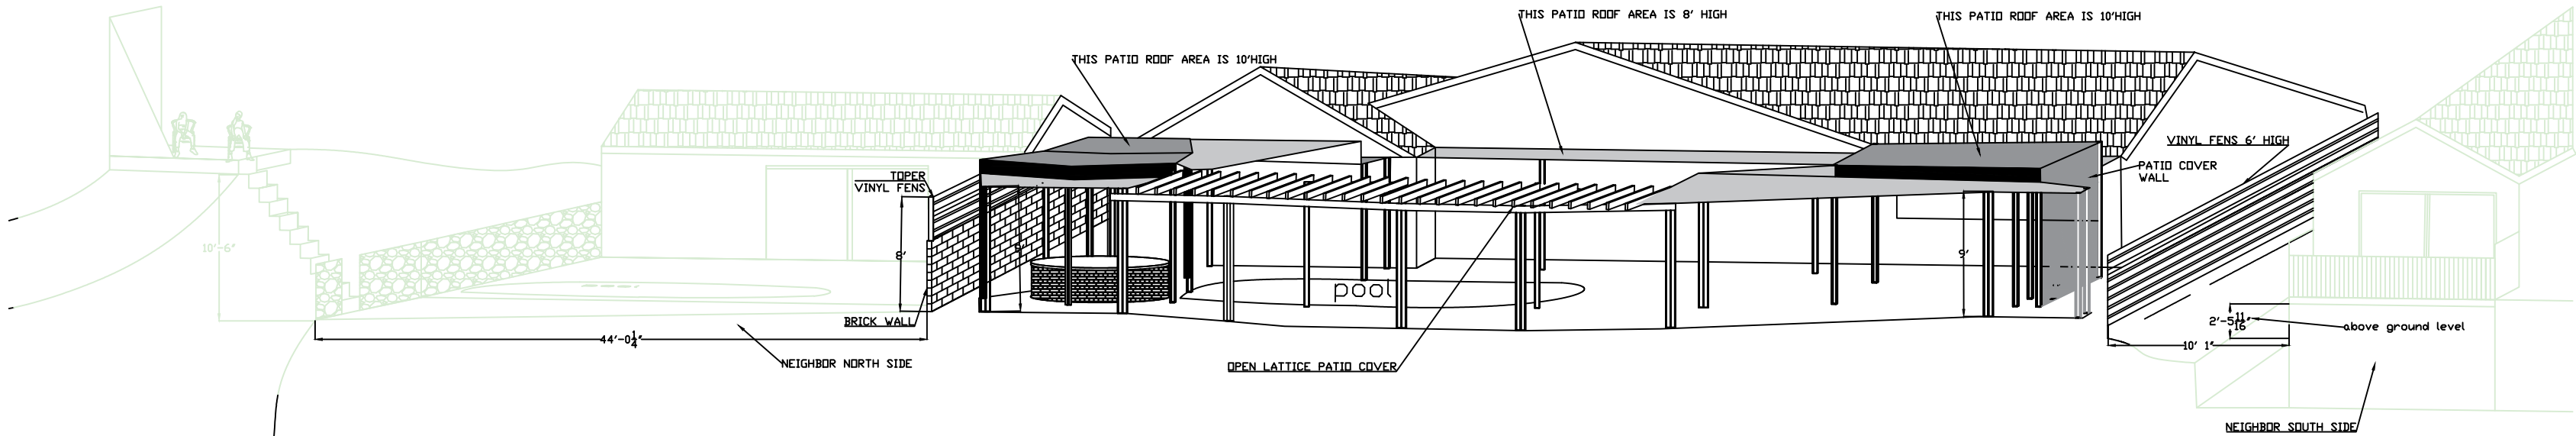 THIS PATIO ROOF AREA IS 8' HIGH
THIS PATIO ROOF AREA IS 10'HIGH
THIS PATIO ROOF AREA IS 10'HIGH
VINYL FENS 6' HIGH
PATIO COVER
WALL
TOPER
VINYL FENS
10'-6"
8'
9'
9'
pool
BRICK WALL
44'-0 1/4"
NEIGHBOR NORTH SIDE
OPEN LATTICE PATIO COVER
2'-5 11/16"
above ground level
10' 1"
NEIGHBOR SOUTH SIDE